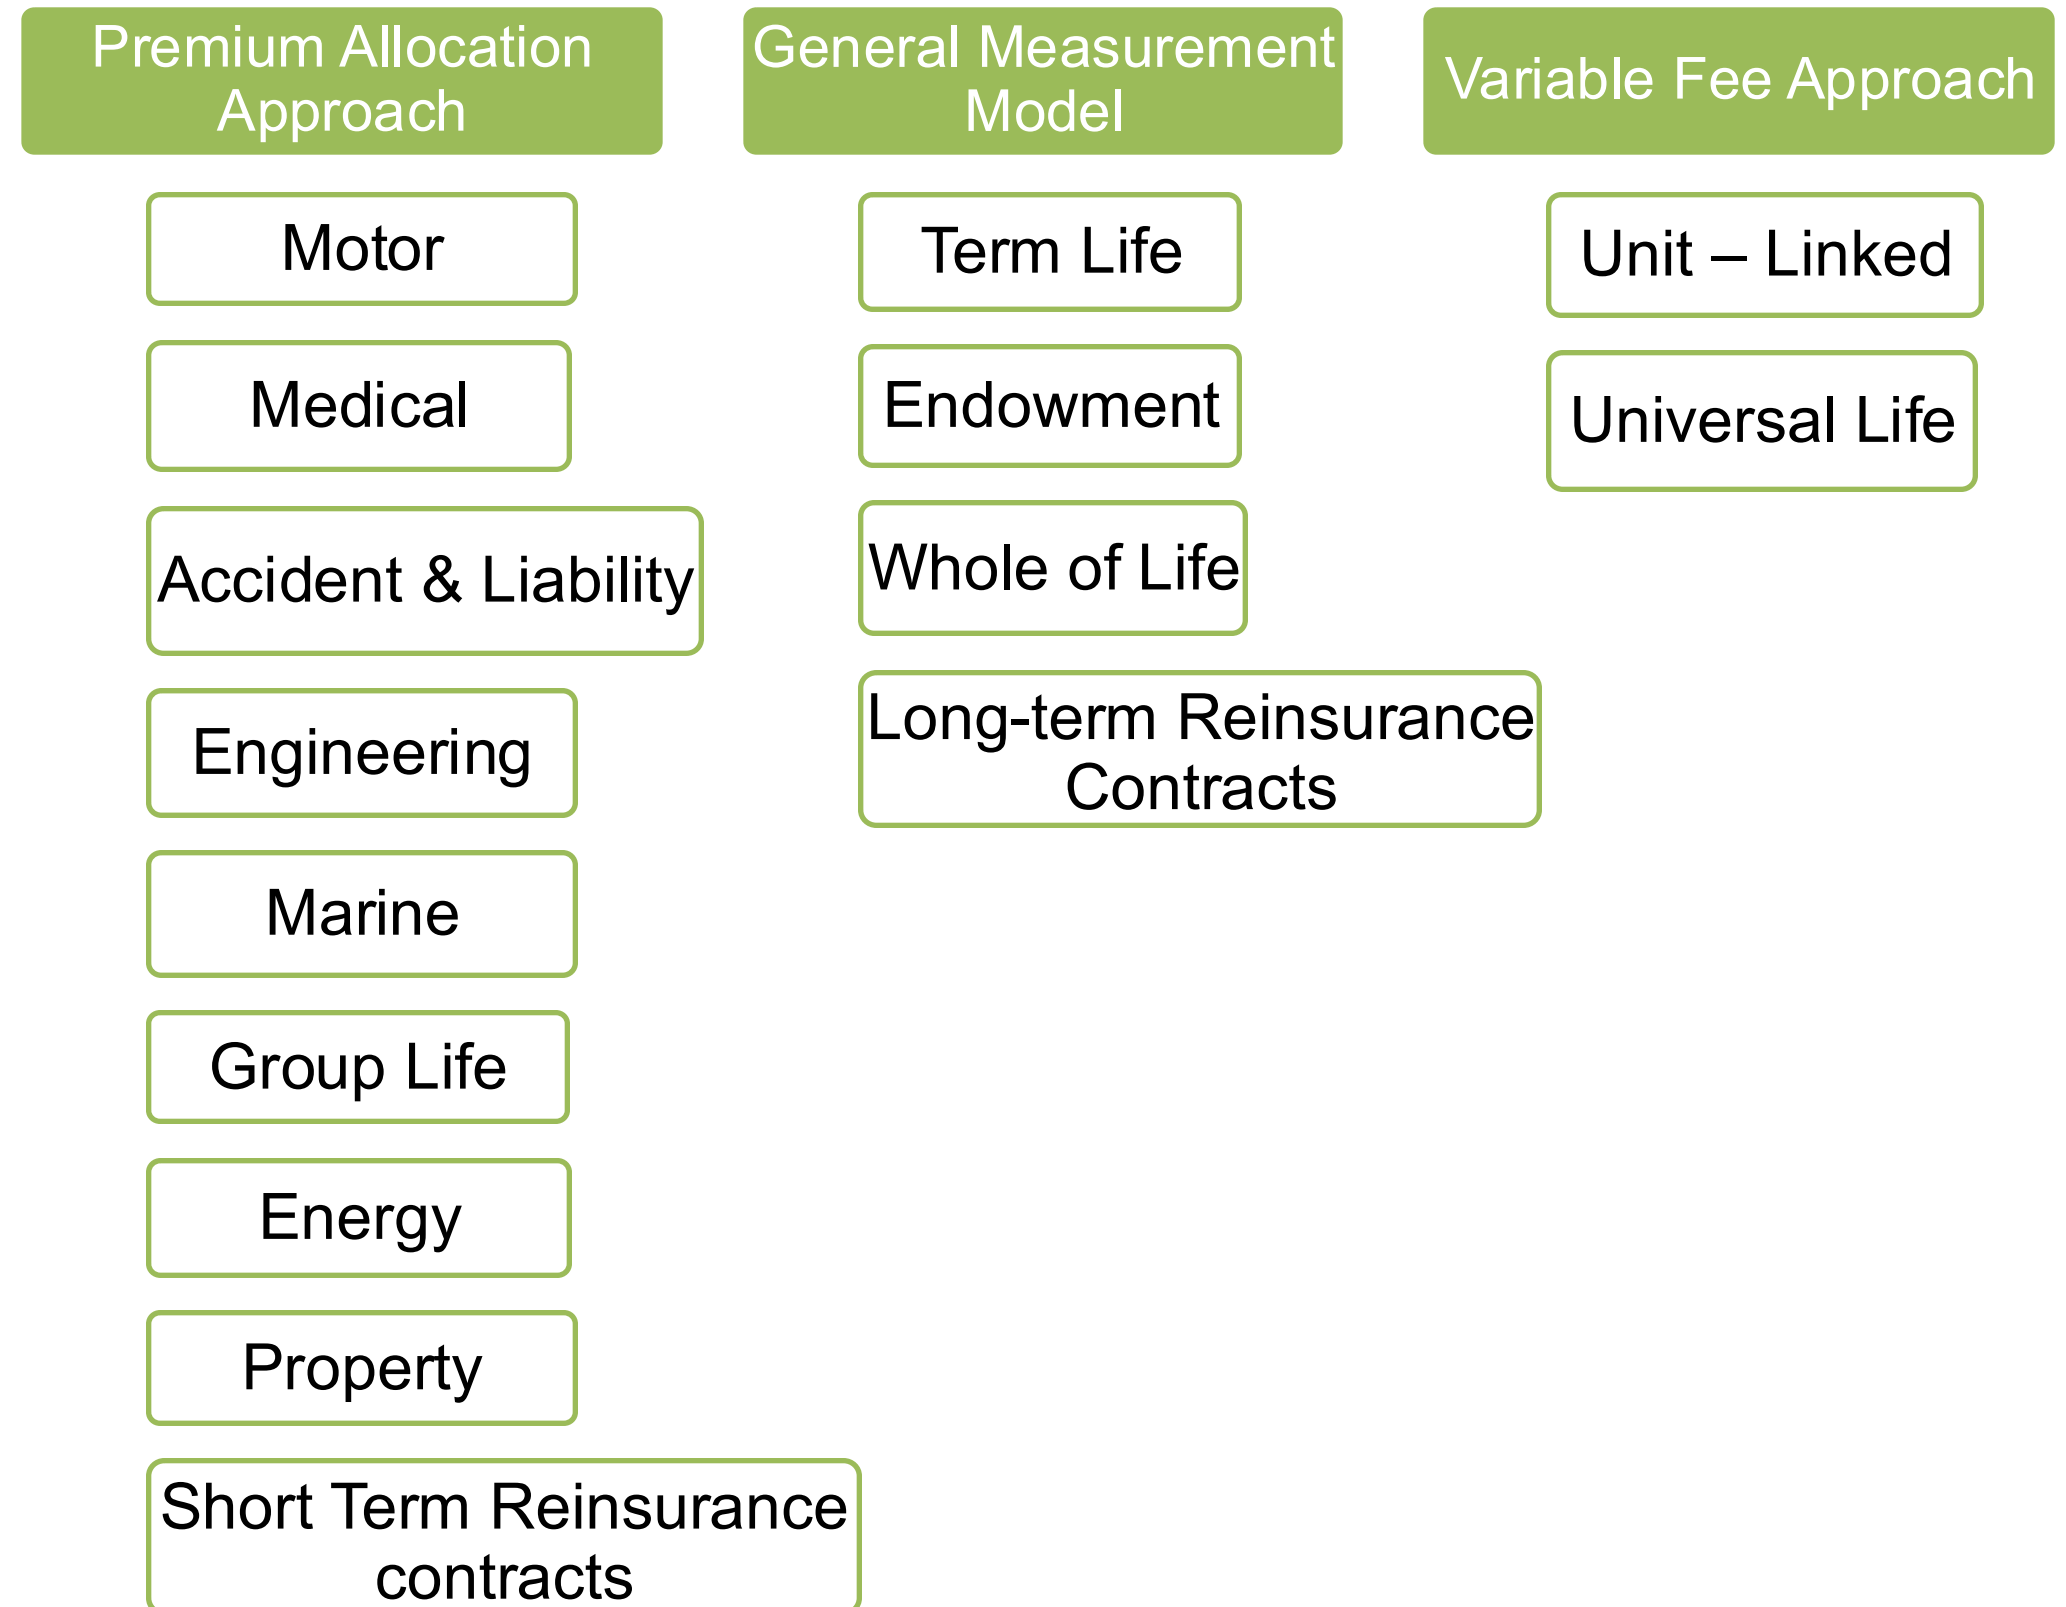 Premium Allocation
Approach
Motor
Medical
Accident & Liability
Engineering
Marine
Group Life
Energy
Property
Short Term Reinsurance
contracts
General Measurement
Model
Term Life
Endowment
Whole of Life
Long-term Reinsurance
Contracts
Variable Fee Approach
Unit – Linked
Universal Life